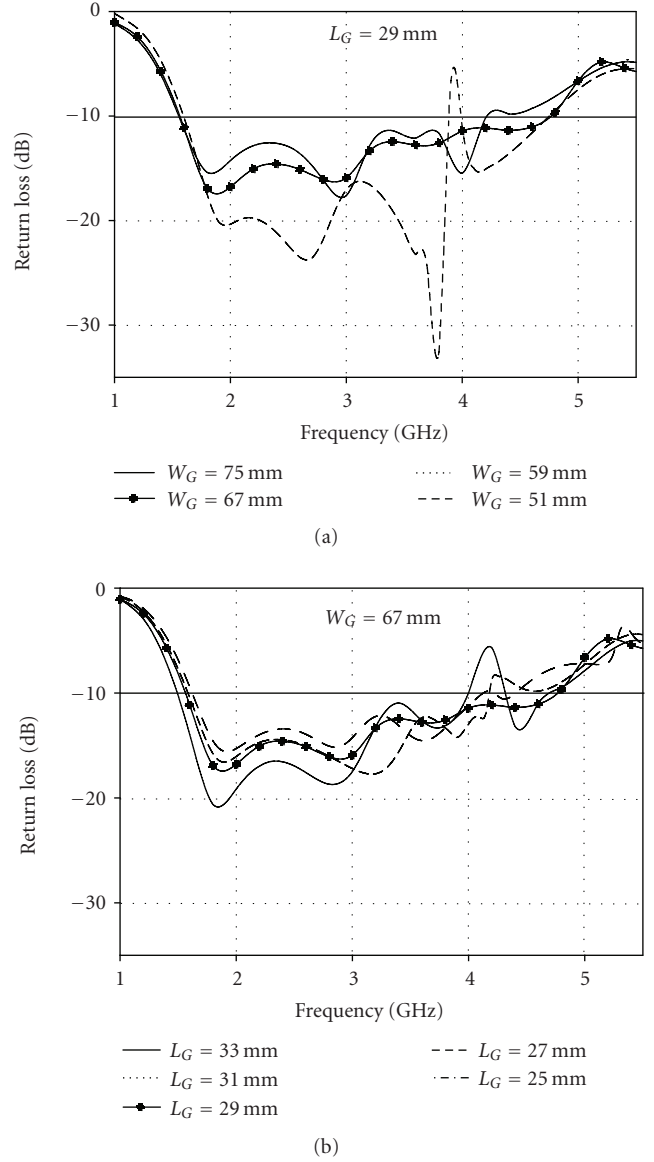 0
L_G = 29 mm
−10
Return loss (dB)
−20
−30
1 2 3 4 5
Frequency (GHz)
W_G = 75 mm W_G = 59 mm
W_G = 67 mm W_G = 51 mm
(a)
0
W_G = 67 mm
−10
Return loss (dB)
−20
−30
1 2 3 4 5
Frequency (GHz)
L_G = 33 mm L_G = 27 mm
L_G = 31 mm L_G = 25 mm
L_G = 29 mm
(b)